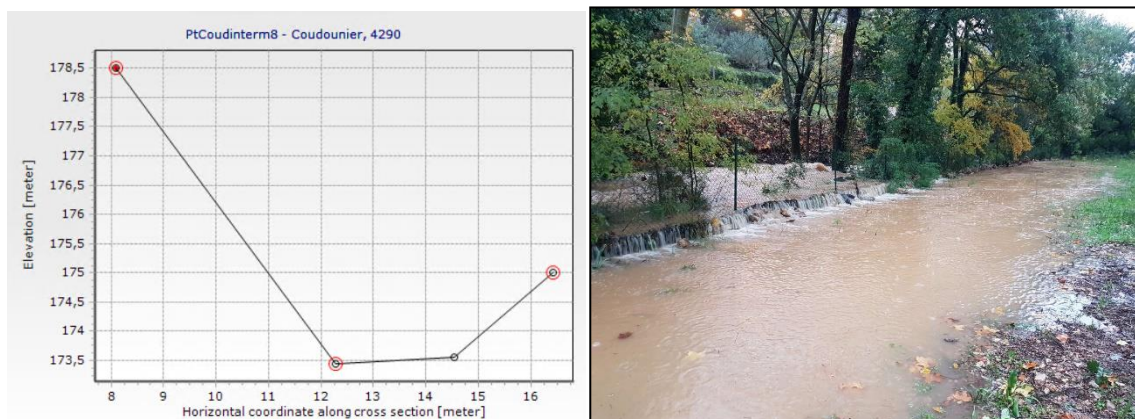 PtCoudinterm8 - Coudounier, 4290
Elevation [meter]
178,5
178
177,5
177
176,5
176
175,5
175
174,5
174
173,5
8 9 10 11 12 13 14 15 16
Horizontal coordinate along cross section [meter]